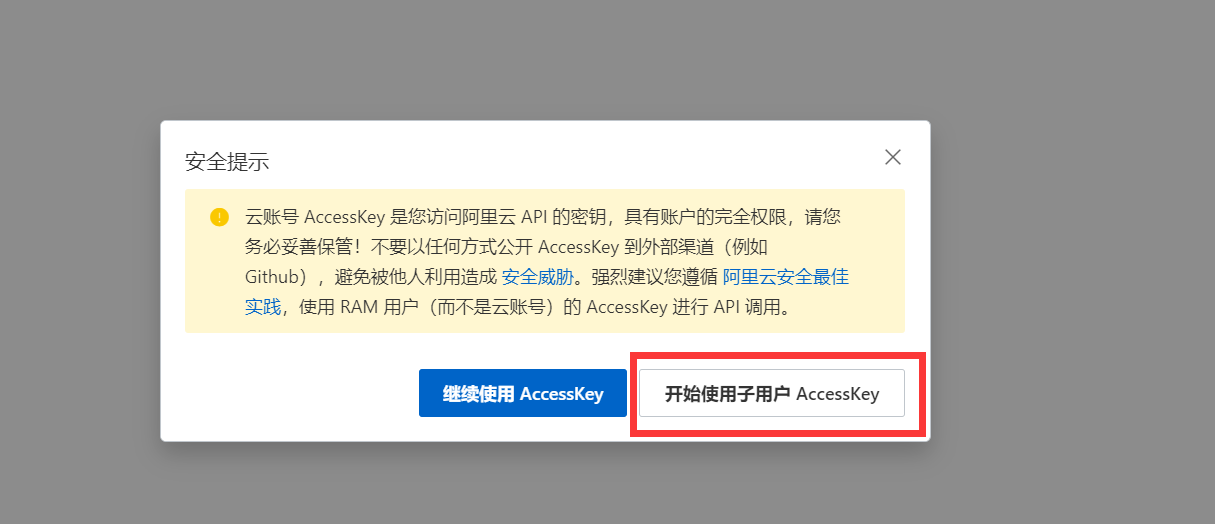 安全提示
云账号 AccessKey 是您访问阿里云 API 的密钥，具有账户的完全权限，请您
务必妥善保管！不要以任何方式公开 AccessKey 到外部渠道（例如
Github），避免被他人利用造成 安全威胁。强烈建议您遵循 阿里云安全最佳
实践，使用 RAM 用户（而不是云账号）的 AccessKey 进行 API 调用。
继续使用 AccessKey
开始使用子用户 AccessKey